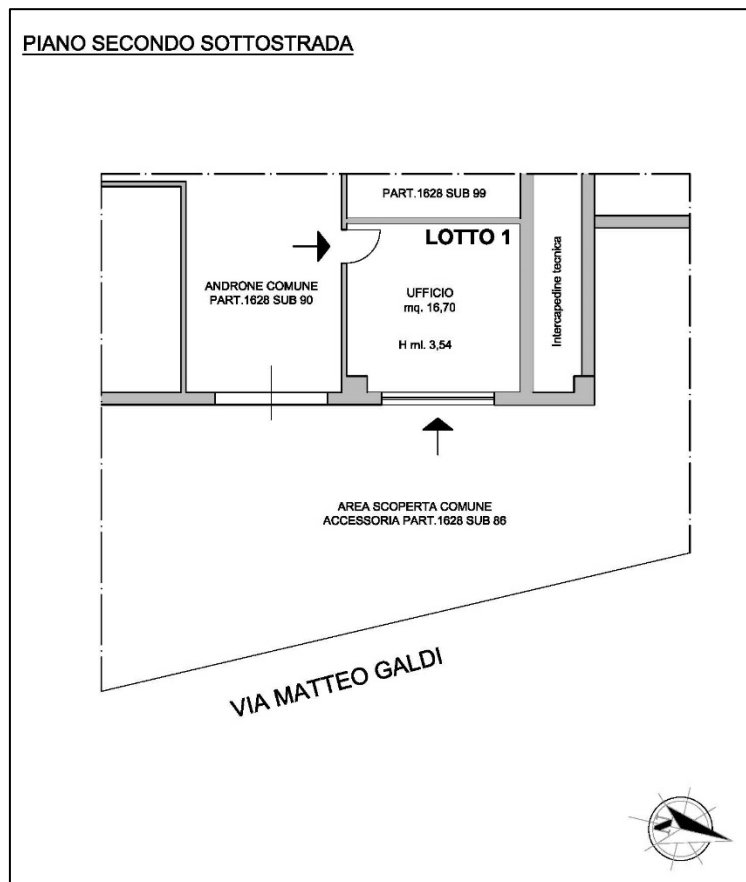 PIANO SECONDO SOTTOSTRADA
PART.1628 SUB 99
LOTTO 1
ANDRONE COMUNE
PART.1628 SUB 90
UFFICIO
mq. 16,70
H ml. 3,54
Intercapedine tecnica
AREA SCOPERTA COMUNE
ACCESSORIA PART.1628 SUB 86
VIA MATTEO GALDI